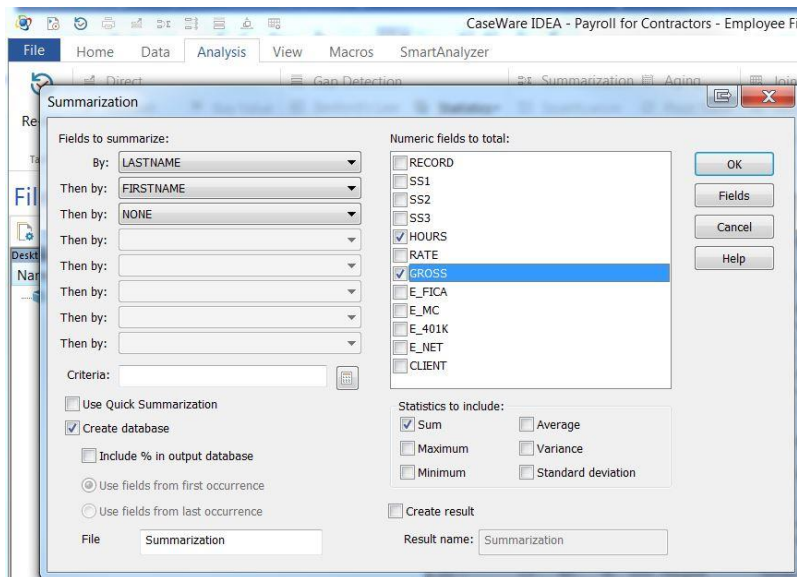 CaseWare IDEA - Payroll for Contractors - Employee Fi
File Home Data Analysis View Macros SmartAnalyzer
Direct Gap Detection Summarization Aging Join
Summarization
Re
Fields to summarize: Numeric fields to total:
By: LASTNAME RECORD OK
Then by: FIRSTNAME SS1 Fields
Then by: NONE SS2 Cancel
Then by: SS3 Help
Then by: HOURS
Then by: RATE
Then by: GROSS
Then by: E_FICA
E_MC
E_401K
E_NET
CLIENT
Fil
Deskt
Nar
Criteria:
Use Quick Summarization Statistics to include:
Create database Sum Average
Include % in output database Maximum Variance
Use fields from first occurrence Minimum Standard deviation
Use fields from last occurrence Create result
File Summarization Result name: Summarization